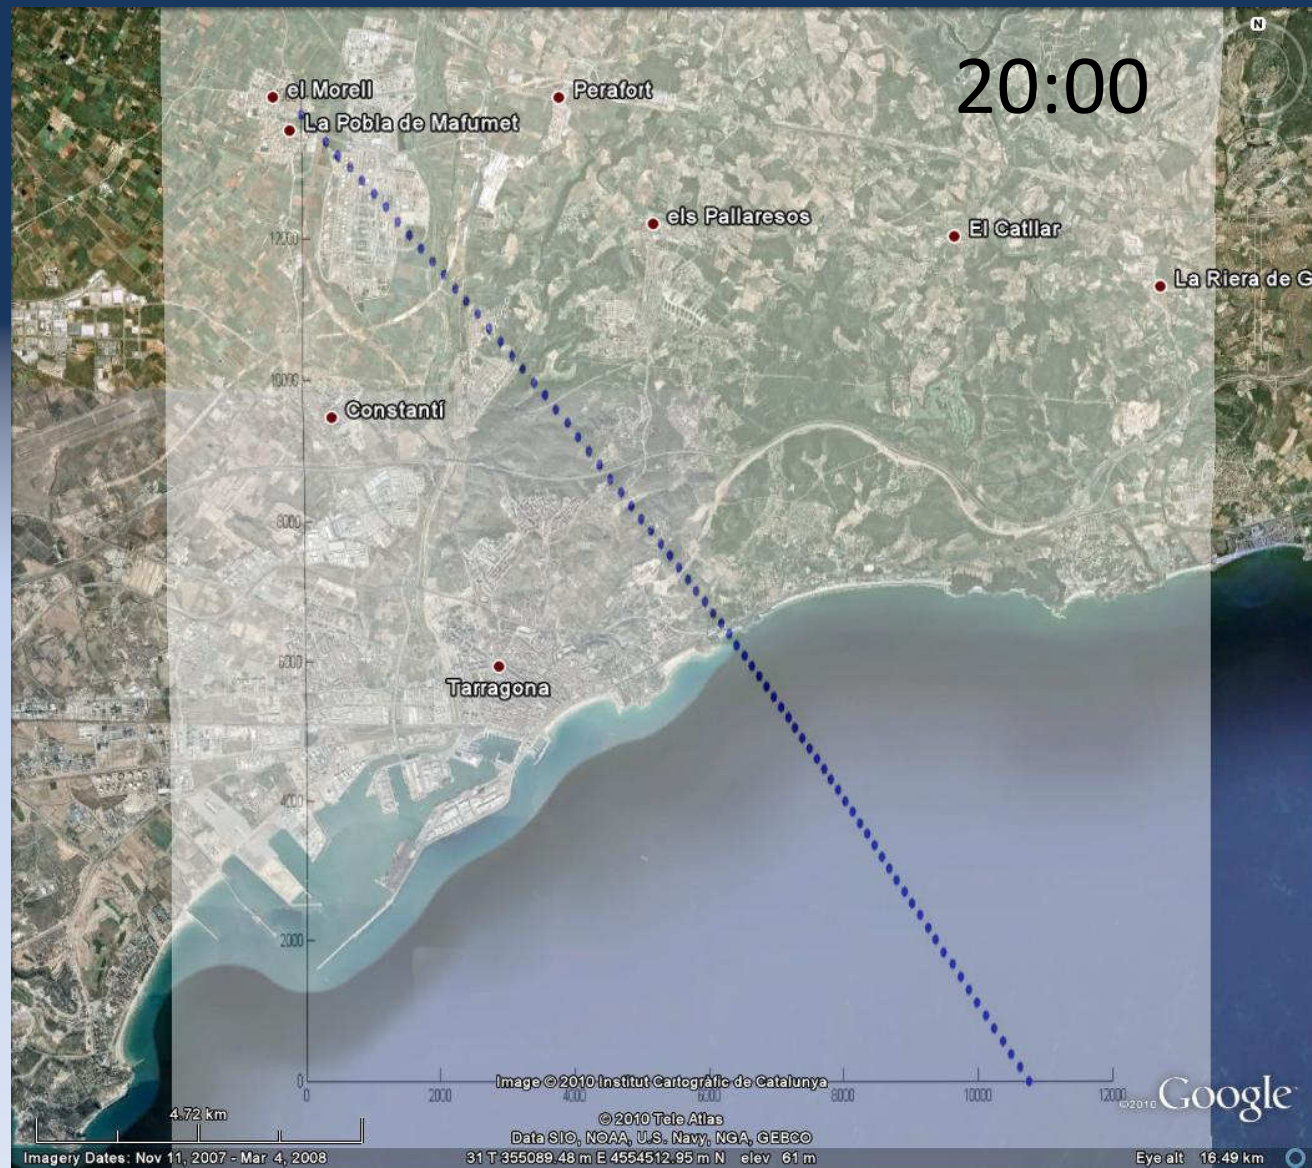 N
20:00
el Morell
Perafort
La Pobla de Mafumet
els Pallaresos
El Catllar
12000
La Riera de G
10000
Constantí
8000
6000
Tarragona
4000
2000
0
0 2000 4000 6000 8000 10000 12000
Image © 2010 Institut Cartogràfic de Catalunya
©2010 Google
4.72 km
© 2010 Tele Atlas
Data SIO, NOAA, U.S. Navy, NGA, GEBCO
Imagery Dates: Nov 11, 2007 - Mar 4, 2008
31 T 355089.48 m E 4554512.95 m N elev 61 m
Eye alt 16.49 km